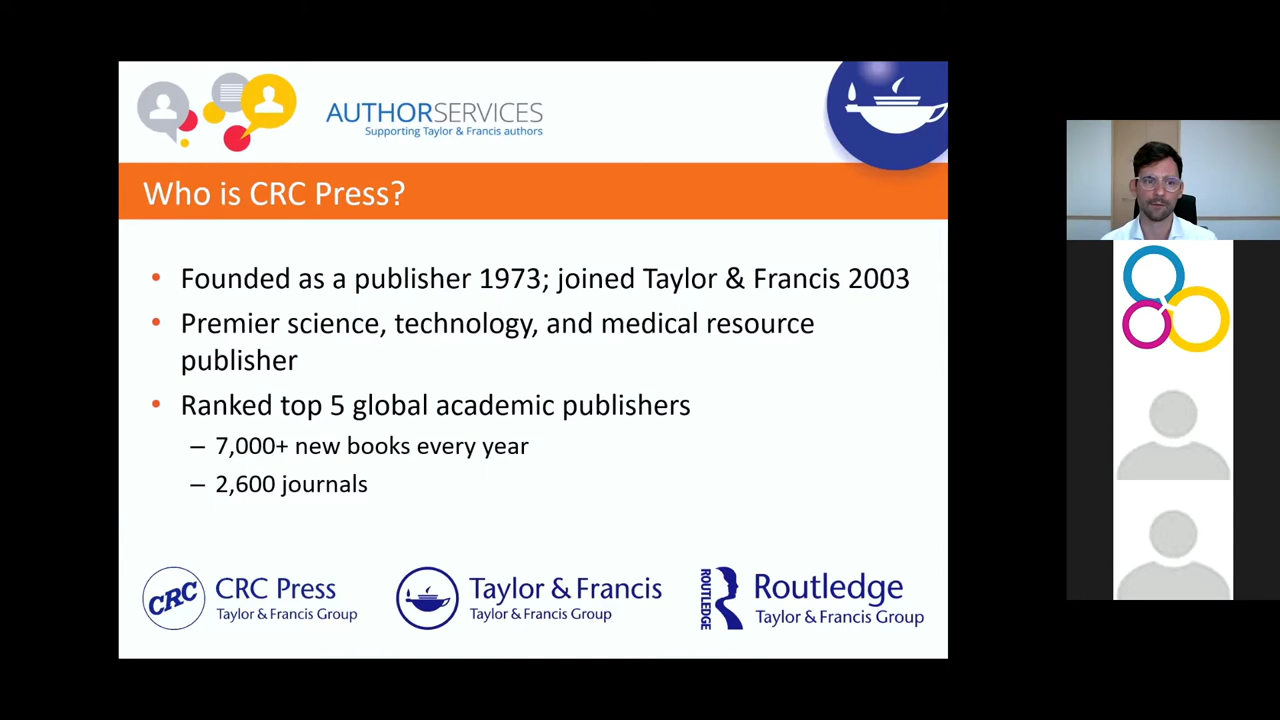 AUTHORSERVICES
Supporting Taylor & Francis authors
Who is CRC Press?
• Founded as a publisher 1973; joined Taylor & Francis 2003
• Premier science, technology, and medical resource
publisher
• Ranked top 5 global academic publishers
– 7,000+ new books every year
– 2,600 journals
CRC
CRC Press
Taylor & Francis Group
Taylor & Francis
Taylor & Francis Group
ROUTLEDGE
Routledge
Taylor & Francis Group